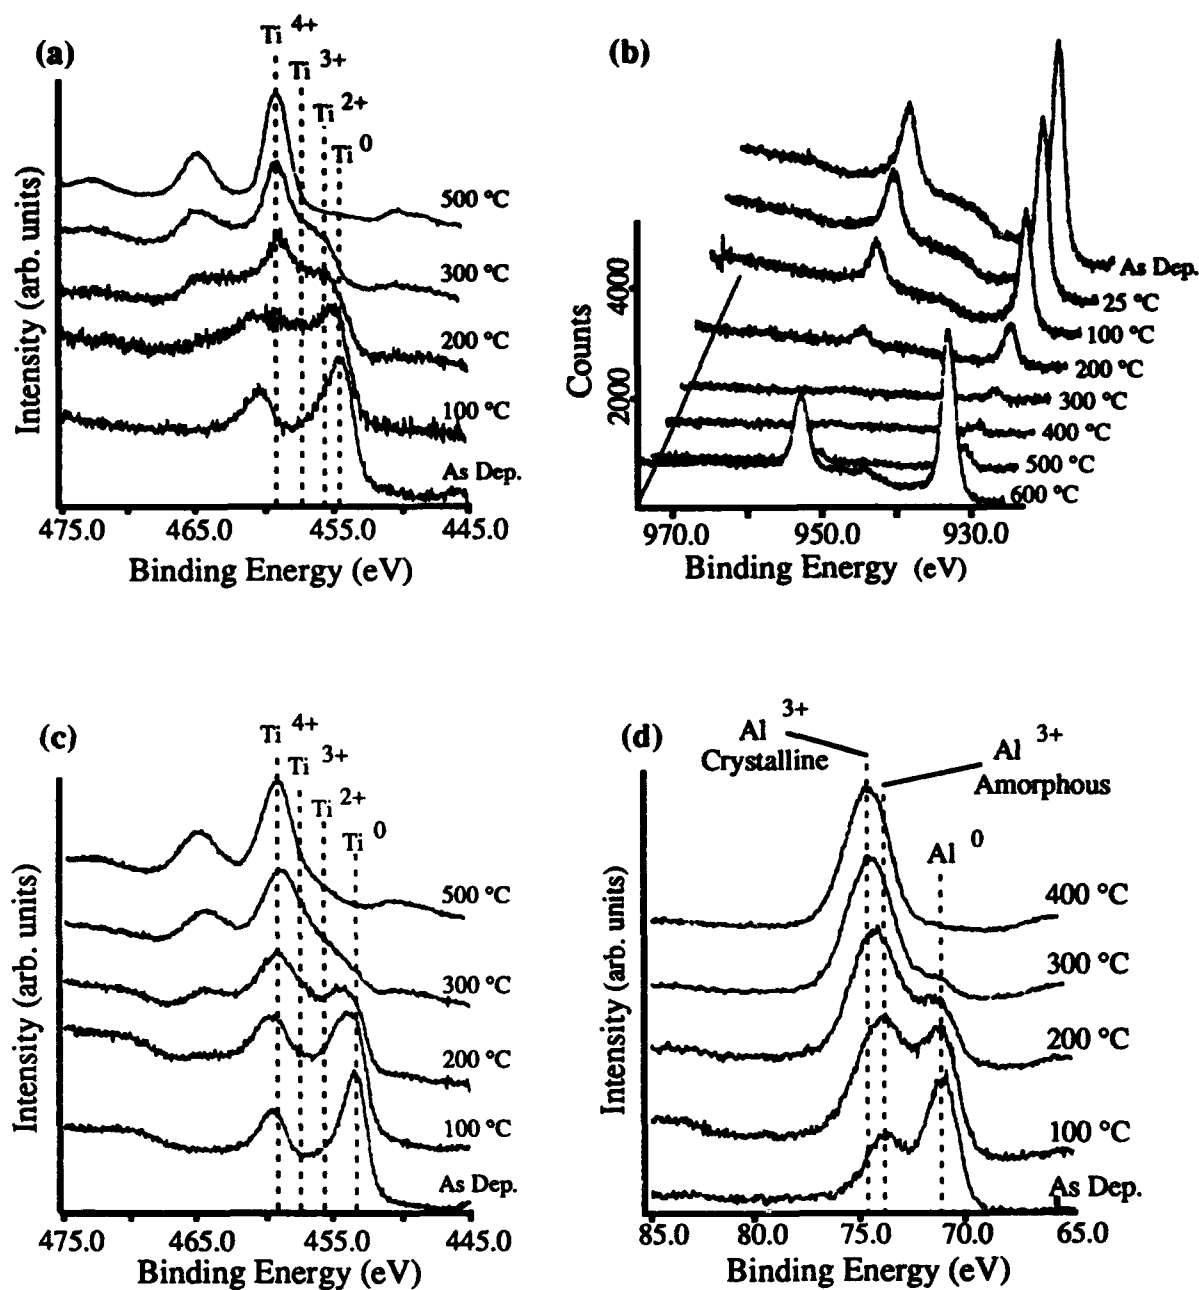 (a)
Ti 4+
Ti 3+
Ti 2+
Ti 0
Intensity (arb. units)
500 °C
300 °C
200 °C
100 °C
As Dep.
475.0 465.0 455.0 445.0
Binding Energy (eV)
(b)
Counts
4000
2000
As Dep.
25 °C
100 °C
200 °C
300 °C
400 °C
500 °C
600 °C
970.0 950.0 930.0
Binding Energy (eV)
(c)
Ti 4+
Ti 3+
Ti 2+
Ti 0
Intensity (arb. units)
500 °C
300 °C
200 °C
100 °C
As Dep.
475.0 465.0 455.0 445.0
Binding Energy (eV)
(d)
Al 3+
Crystalline
Al 3+
Amorphous
Al 0
Intensity (arb. units)
400 °C
300 °C
200 °C
100 °C
As Dep.
85.0 80.0 75.0 70.0 65.0
Binding Energy (eV)